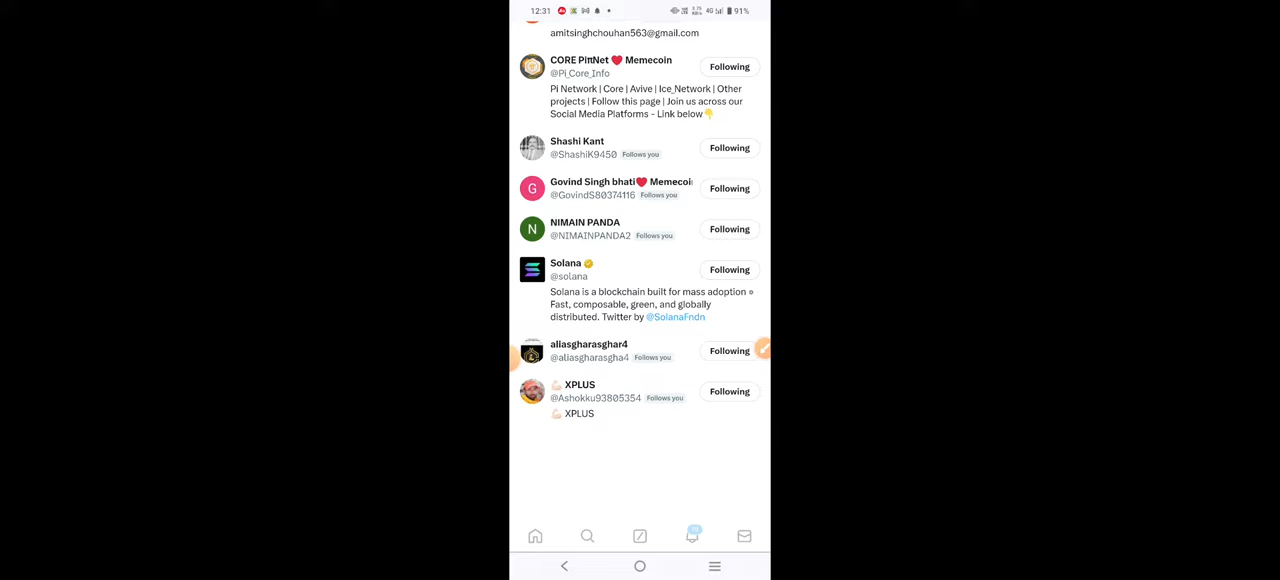 12:31 4G 91%
amitsinghchouhan563@gmail.com
CORE PiπNet ❤️ Memecoin
Following
@Pi_Core_Info
Pi Network | Core | Avive | Ice_Network | Other
projects | Follow this page | Join us across our
Social Media Platforms - Link below👇
Shashi Kant
Following
@ShashiK9450 Follows you
Govind Singh bhati❤️ Memecoi
Following
@GovindS80374116 Follows you
N
NIMAIN PANDA
Following
@NIMAINPANDA2 Follows you
G
Solana
Following
@solana
Solana is a blockchain built for mass adoption
Fast, composable, green, and globally
distributed. Twitter by @SolanaFndn
aliasgharasghar4
Following
@aliasgharasgha4 Follows you
💪🏻 XPLUS
Following
@Ashokku93805354 Follows you
💪🏻 XPLUS